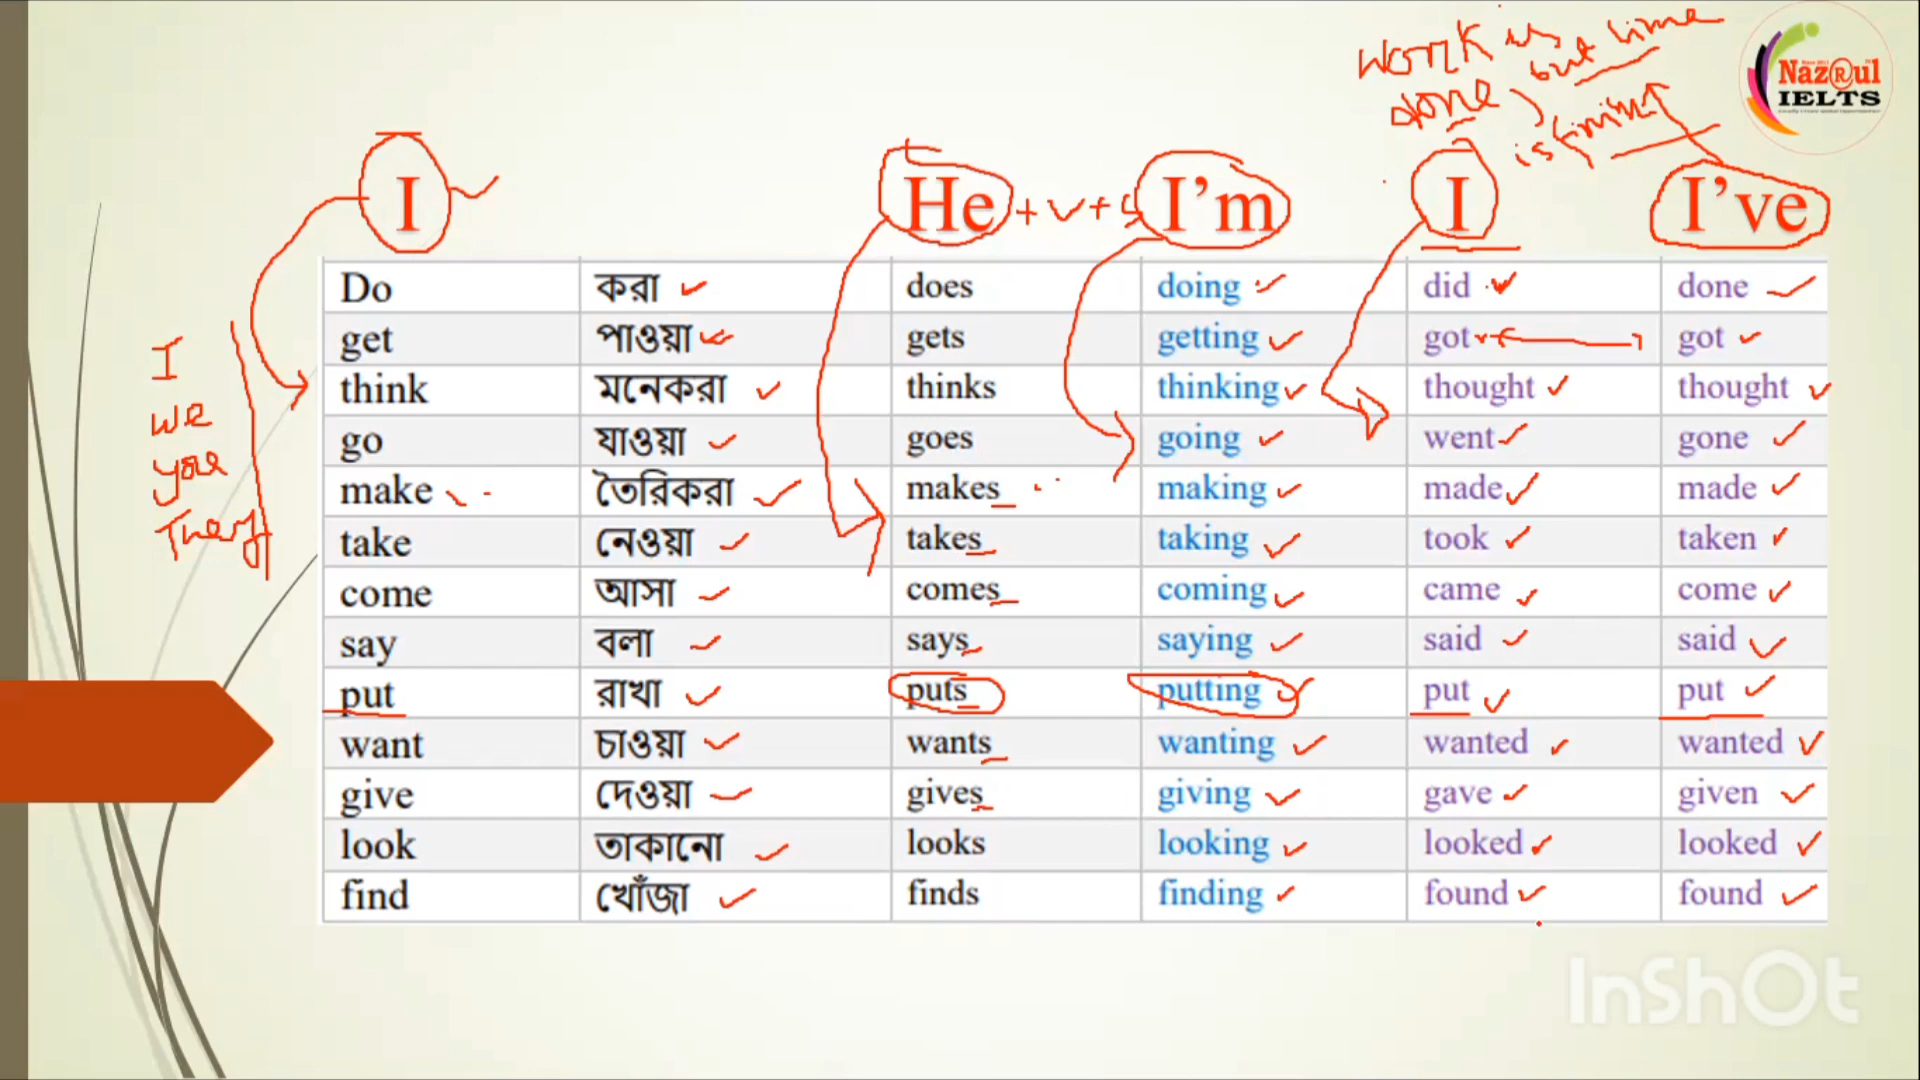 work is but time
done, is finish
Nazrul
IELTS
I He + v + s I'm I I've
Do করা does doing did done
get পাওয়া gets getting got got
think মনেকরা thinks thinking thought thought
go যাওয়া goes going went gone
make তৈরিকরা makes making made made
take নেওয়া takes taking took taken
come আসা comes coming came come
say বলা says saying said said
put রাখা puts putting put put
want চাওয়া wants wanting wanted wanted
give দেওয়া gives giving gave given
look তাকানো looks looking looked looked
find খোঁজা finds finding found found
I
we
you
They
InShOt